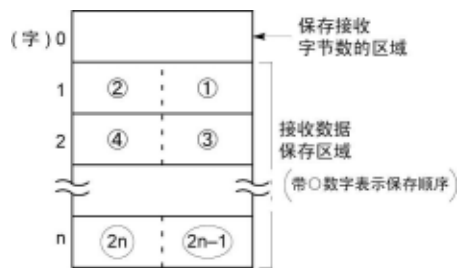 (字) 0
保存接收
字节数的区域
1 ② ①
2 ④ ③
接收数据
保存区域
(带○数字表示保存顺序)
n 2n 2n–1